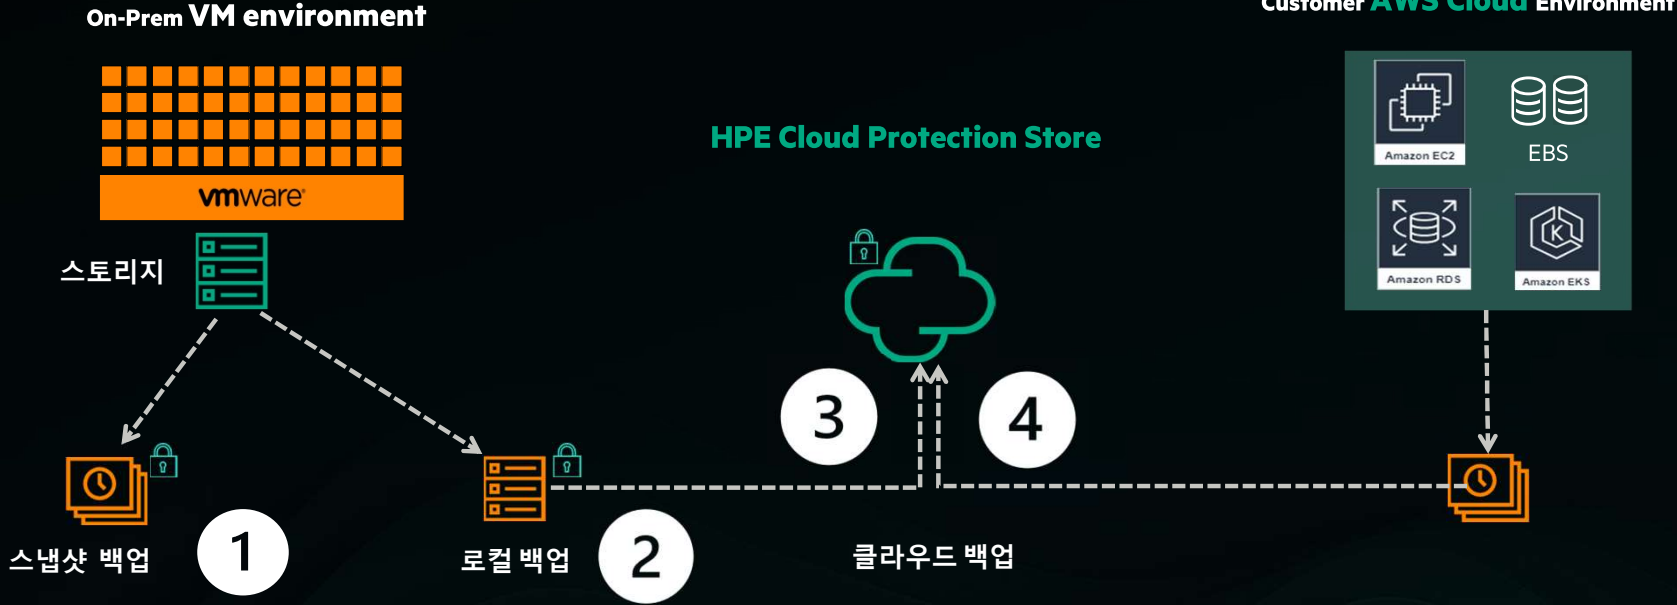 On-Prem VM environment
Customer AWS Cloud Environment
vmware®
스토리지
HPE Cloud Protection Store
Amazon EC2
EBS
Amazon RDS
Amazon EKS
3
4
스냅샷 백업
1
로컬 백업
2
클라우드 백업